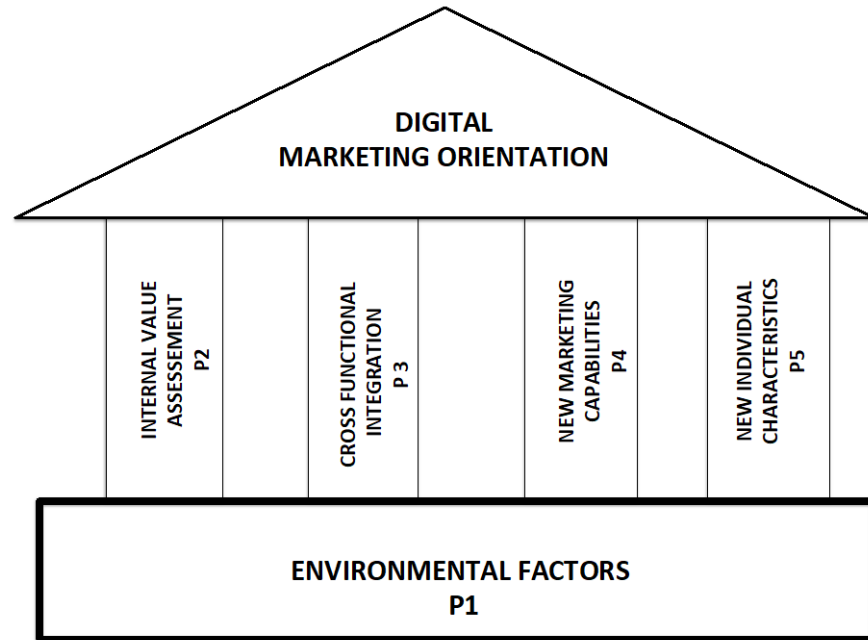 DIGITAL
MARKETING ORIENTATION
INTERNAL VALUE
ASSESSEMENT
P2
CROSS FUNCTIONAL
INTEGRATION
P 3
NEW MARKETING
CAPABILITIES
P4
NEW INDIVIDUAL
CHARACTERISTICS
P5
ENVIRONMENTAL FACTORS
P1